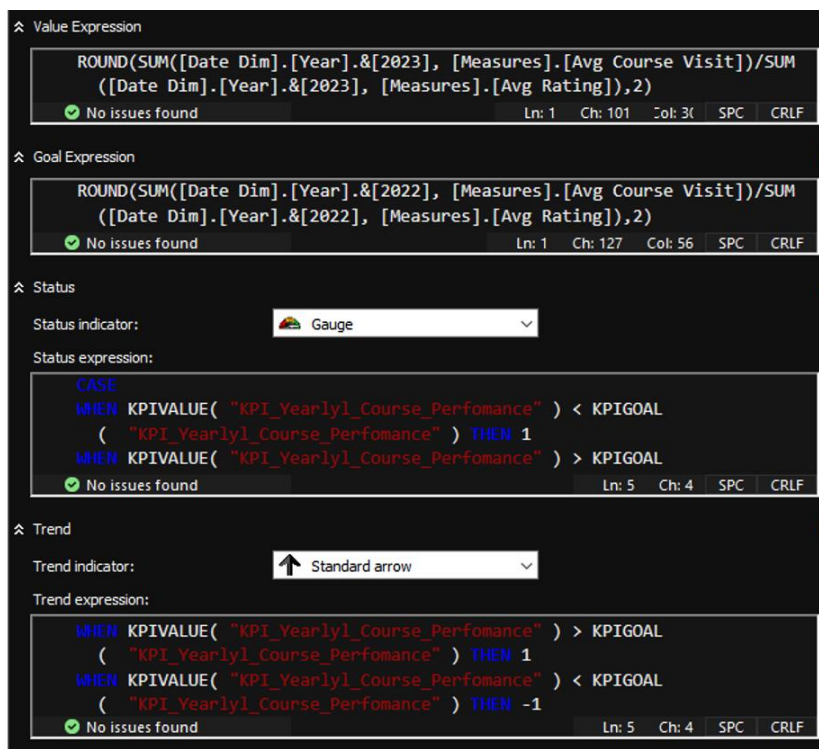 Value Expression
ROUND(SUM([Date Dim].[Year].&[2023], [Measures].[Avg Course Visit])/SUM
([Date Dim].[Year].&[2023], [Measures].[Avg Rating]),2)
No issues found Ln: 1 Ch: 101 Col: 30 SPC CRLF
Goal Expression
ROUND(SUM([Date Dim].[Year].&[2022], [Measures].[Avg Course Visit])/SUM
([Date Dim].[Year].&[2022], [Measures].[Avg Rating]),2)
No issues found Ln: 1 Ch: 127 Col: 56 SPC CRLF
Status
Status indicator: Gauge
Status expression:
CASE
WHEN KPIVALUE( "KPI_Yearlyl_Course_Perfomance" ) < KPIGOAL
( "KPI_Yearlyl_Course_Perfomance" ) THEN 1
WHEN KPIVALUE( "KPI_Yearlyl_Course_Perfomance" ) > KPIGOAL
No issues found Ln: 5 Ch: 4 SPC CRLF
Trend
Trend indicator: Standard arrow
Trend expression:
WHEN KPIVALUE( "KPI_Yearlyl_Course_Perfomance" ) > KPIGOAL
( "KPI_Yearlyl_Course_Perfomance" ) THEN 1
WHEN KPIVALUE( "KPI_Yearlyl_Course_Perfomance" ) < KPIGOAL
( "KPI_Yearlyl_Course_Perfomance" ) THEN -1
No issues found Ln: 5 Ch: 4 SPC CRLF